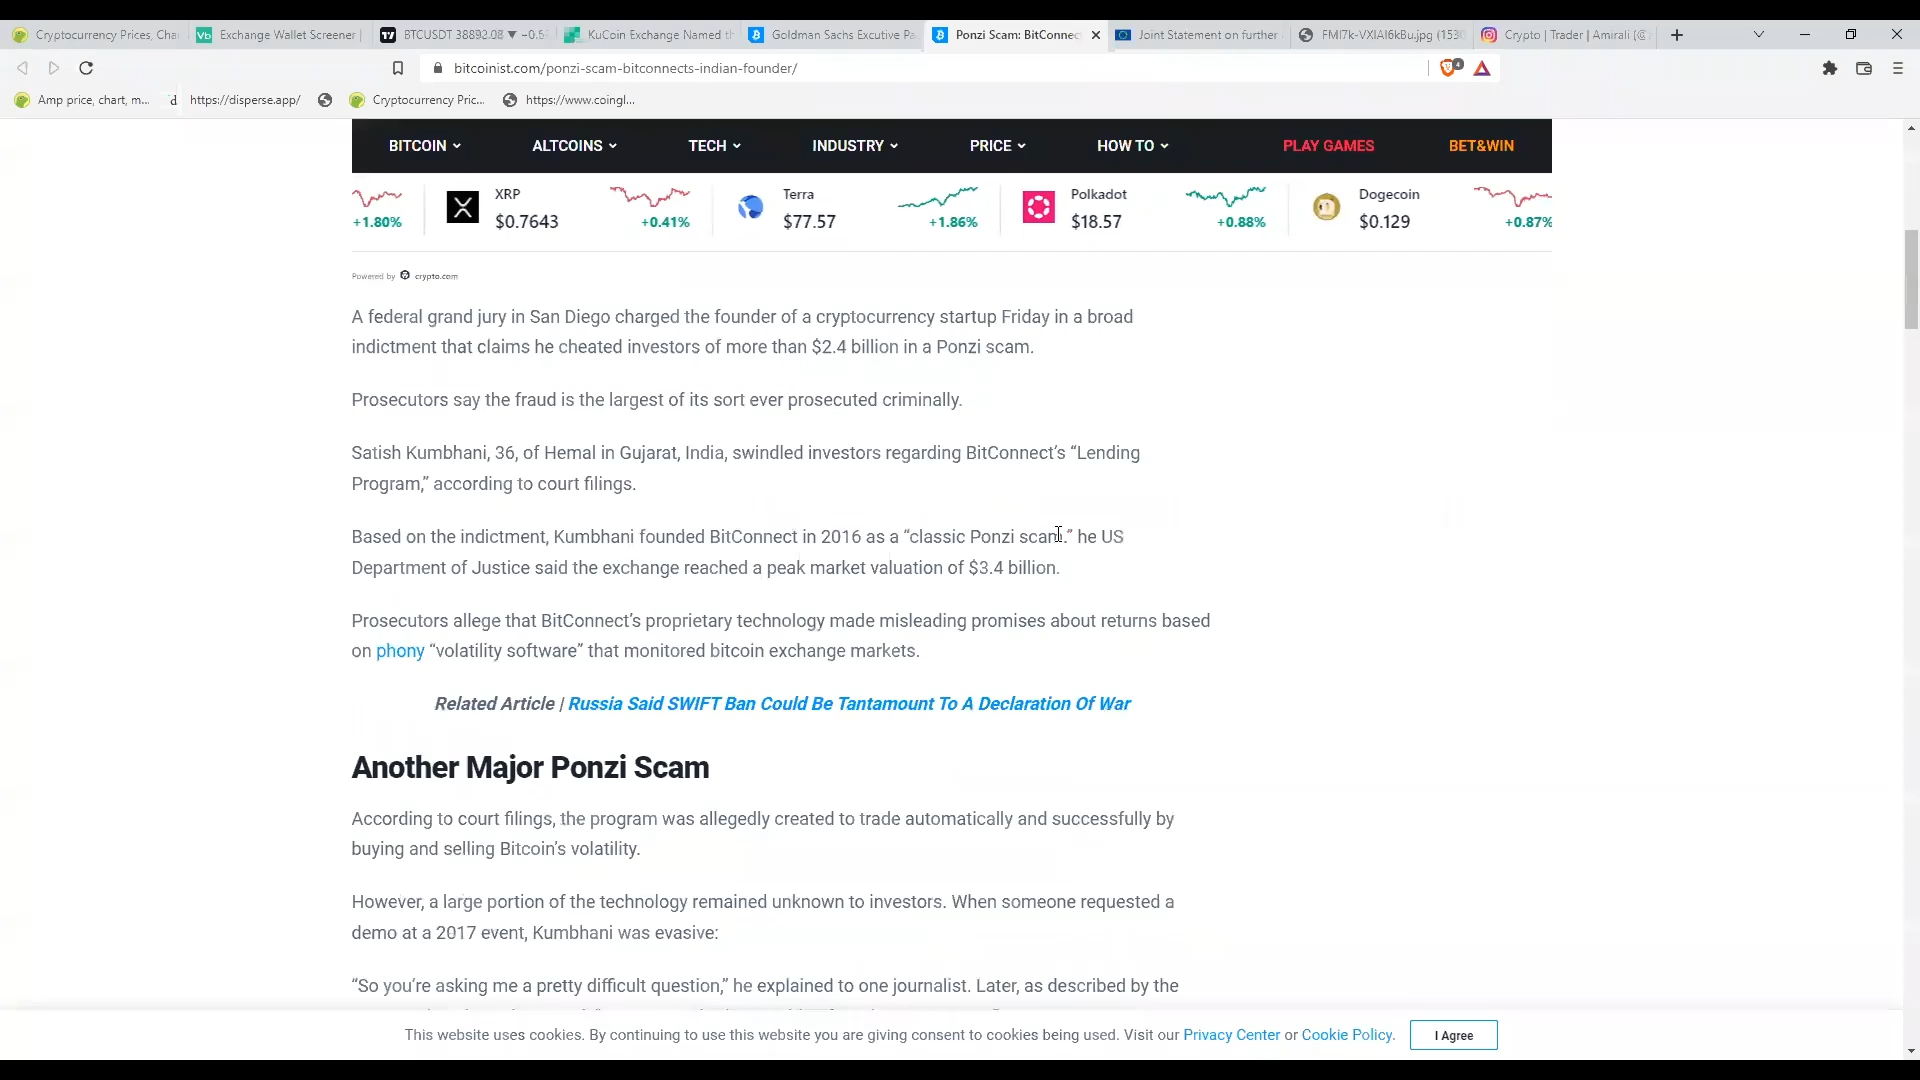 Cryptocurrency Prices, Cha
Exchange Wallet Screener |
BTCUSDT 38892.08 ▼ −0.6
KuCoin Exchange Named th
Goldman Sachs Excutive Pa
Ponzi Scam: BitConnec
Joint Statement on further
FMI7k-VXIAI6kBu.jpg (153
Crypto | Trader | Amirali (@
bitcoinist.com/ponzi-scam-bitconnects-indian-founder/
4
Amp price, chart, m...
https://disperse.app/
Cryptocurrency Pric...
https://www.coingl...
BITCOIN
ALTCOINS
TECH
INDUSTRY
PRICE
HOW TO
PLAY GAMES
BET&WIN
+1.80%
XRP
$0.7643
+0.41%
Terra
$77.57
+1.86%
Polkadot
$18.57
+0.88%
Dogecoin
$0.129
+0.87%
Powered by crypto.com
A federal grand jury in San Diego charged the founder of a cryptocurrency startup Friday in a broad
indictment that claims he cheated investors of more than $2.4 billion in a Ponzi scam.
Prosecutors say the fraud is the largest of its sort ever prosecuted criminally.
Satish Kumbhani, 36, of Hemal in Gujarat, India, swindled investors regarding BitConnect’s “Lending
Program,” according to court filings.
Based on the indictment, Kumbhani founded BitConnect in 2016 as a “classic Ponzi scam.” he US
Department of Justice said the exchange reached a peak market valuation of $3.4 billion.
Prosecutors allege that BitConnect’s proprietary technology made misleading promises about returns based
on phony “volatility software” that monitored bitcoin exchange markets.
Related Article | Russia Said SWIFT Ban Could Be Tantamount To A Declaration Of War
Another Major Ponzi Scam
According to court filings, the program was allegedly created to trade automatically and successfully by
buying and selling Bitcoin’s volatility.
However, a large portion of the technology remained unknown to investors. When someone requested a
demo at a 2017 event, Kumbhani was evasive:
“So you’re asking me a pretty difficult question,” he explained to one journalist. Later, as described by the
This website uses cookies. By continuing to use this website you are giving consent to cookies being used. Visit our Privacy Center or Cookie Policy.
I Agree